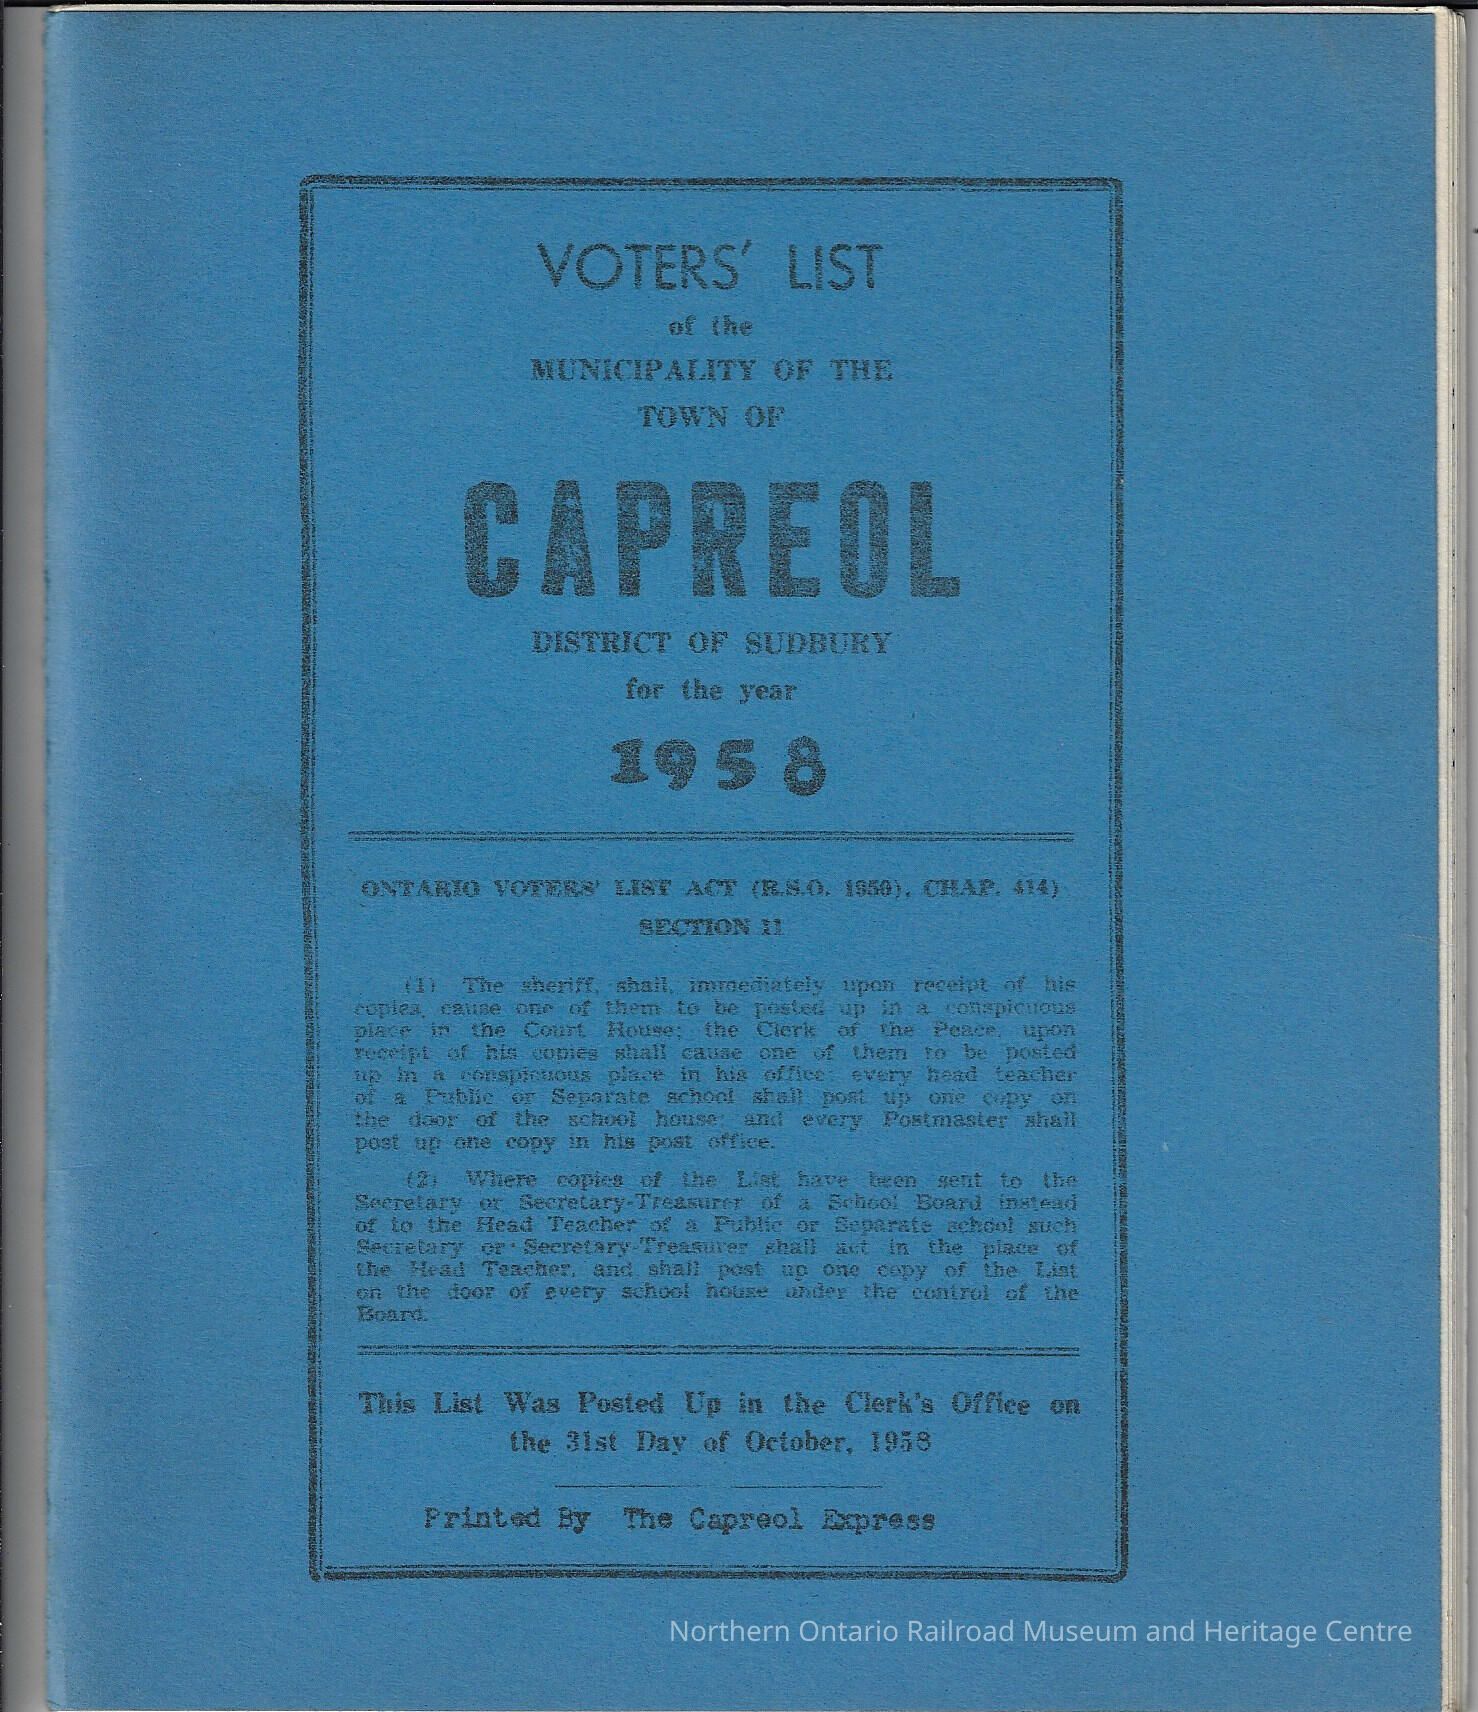 VOTERS' LIST
of the
MUNICIPALITY OF THE
TOWN OF
CAPREOL
DISTRICT OF SUDBURY
for the year
1958
ONTARIO VOTERS' LIST ACT (R.S.O. 1950), CHAP. 414)
SECTION 11
(1) The sheriff, shall, immediately upon receipt of his
copies, cause one of them to be posted up in a conspicuous
place in the Court House; the Clerk of the Peace, upon
receipt of his copies shall cause one of them to be posted
up in a conspicuous place in his office; every head teacher
of a Public or Separate school shall post up one copy on
the door of the school house; and every Postmaster shall
post up one copy in his post office.
(2) Where copies of the List have been sent to the
Secretary or Secretary-Treasurer of a School Board instead
of to the Head Teacher of a Public or Separate school such
Secretary or Secretary-Treasurer shall act in the place of
the Head Teacher, and shall post up one copy of the List
on the door of every school house under the control of the
Board.
This List Was Posted Up in the Clerk's Office on
the 31st Day of October, 1958
Printed By The Capreol Express
Northern Ontario Railroad Museum and Heritage Centre